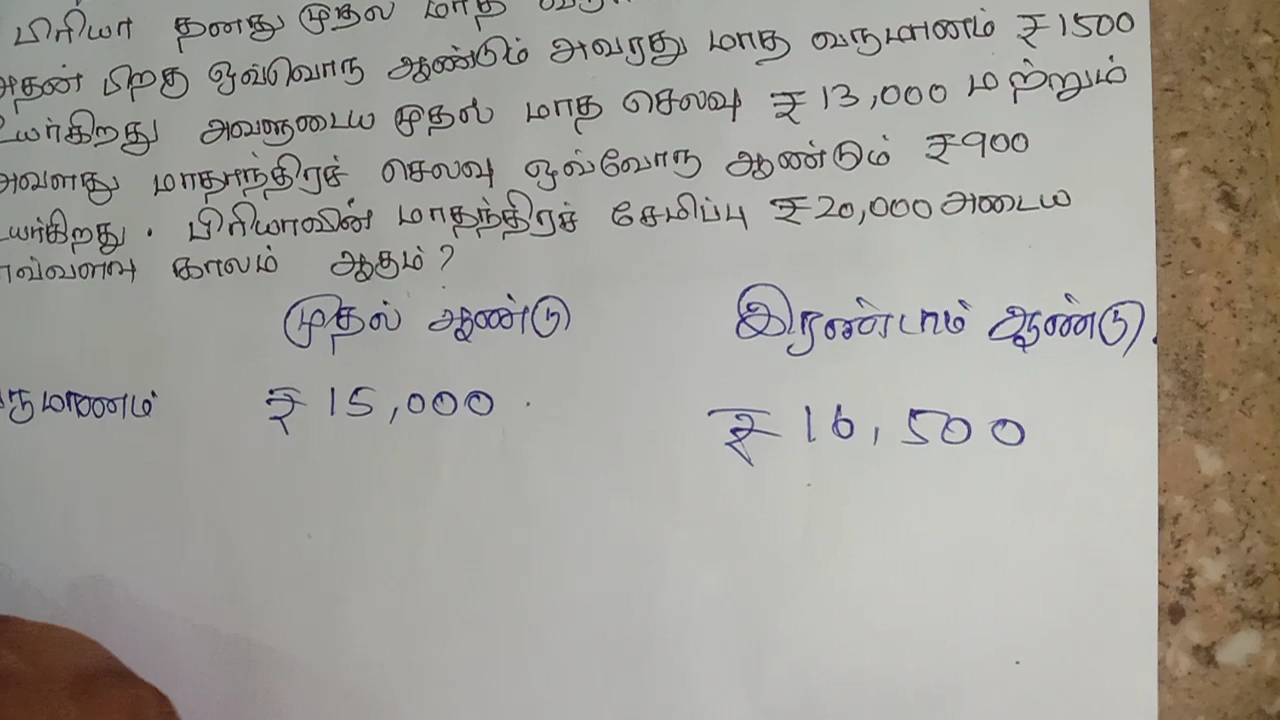 பிரியா தனது முதல் மாத
அதன் பிறகு ஒவ்வொரு ஆண்டும் அவரது மாத வருமானம் ₹1500
உயர்கிறது அவளுடைய முதல் மாத செலவு ₹13,000 மற்றும்
அவளது மாதாந்திரச் செலவு ஒவ்வோரு ஆண்டும் ₹900
உயர்கிறது. பிரியாவின் மாதந்திரச் சேமிப்பு ₹20,000 அடைய
எவ்வளவு காலம் ஆகும்?
முதல் ஆண்டு இரண்டாம் ஆண்டு.
வருமானம் ₹15,000 ₹16,500